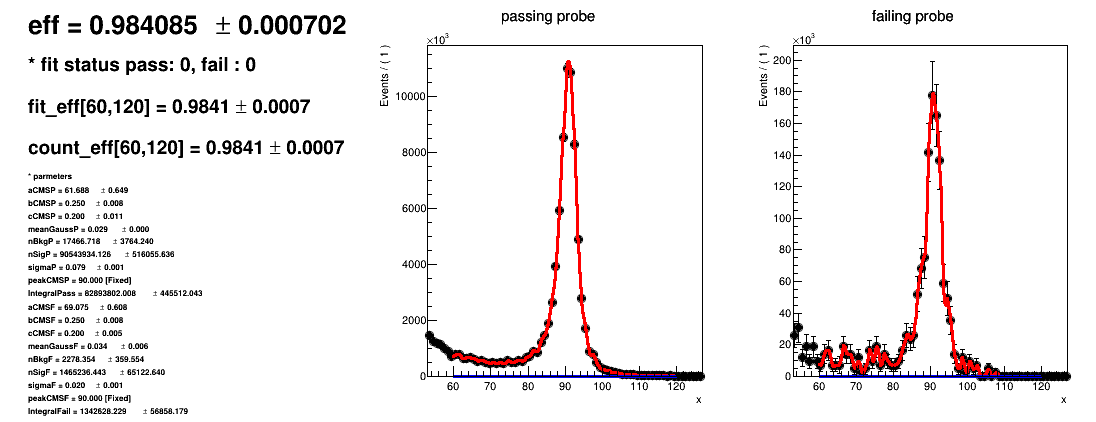 eff = 0.984085 ± 0.000702
* fit status pass: 0, fail : 0
fit_eff[60,120] = 0.9841 ± 0.0007
count_eff[60,120] = 0.9841 ± 0.0007
* parmeters
aCMSP = 61.688 ± 0.649
bCMSP = 0.250 ± 0.008
cCMSP = 0.200 ± 0.011
meanGaussP = 0.029 ± 0.000
nBkgP = 17466.718 ± 3764.240
nSigP = 90543934.126 ± 516055.636
sigmaP = 0.079 ± 0.001
peakCMSP = 90.000 [Fixed]
IntegralPass = 82893802.008 ± 445512.043
aCMSF = 69.075 ± 0.608
bCMSF = 0.250 ± 0.008
cCMSF = 0.200 ± 0.005
meanGaussF = 0.034 ± 0.006
nBkgF = 2278.354 ± 359.554
nSigF = 1465236.443 ± 65122.640
sigmaF = 0.020 ± 0.001
peakCMSF = 90.000 [Fixed]
IntegralFail = 1342628.229 ± 56858.179
passing probe
×10³
Events / ( 1 )
10000
8000
6000
4000
2000
0
60 70 80 90 100 110 120
x
failing probe
×10³
Events / ( 1 )
200
180
160
140
120
100
80
60
40
20
0
60 70 80 90 100 110 120
x